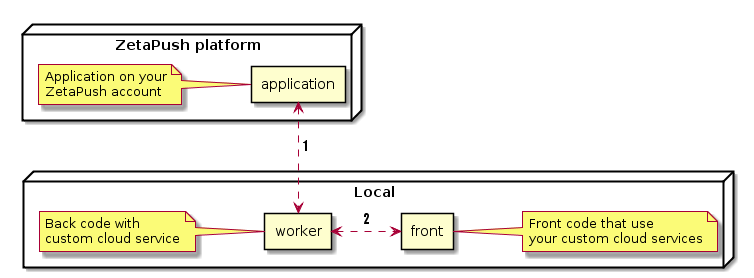 ZetaPush platform
Application on your
ZetaPush account
application
1
Local
Back code with
custom cloud service
worker
2
front
Front code that use
your custom cloud services